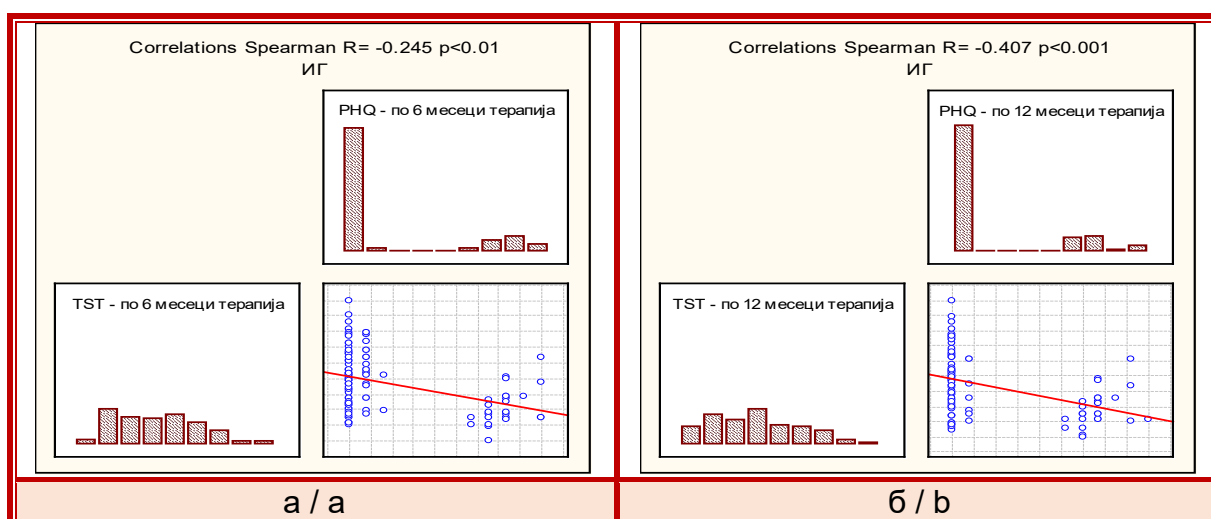 Correlations Spearman R= -0.245 p<0.01
ИГ
PHQ - по 6 месеци терапија
TST - по 6 месеци терапија
Correlations Spearman R= -0.407 p<0.001
ИГ
PHQ - по 12 месеци терапија
TST - по 12 месеци терапија
а / a
б / b